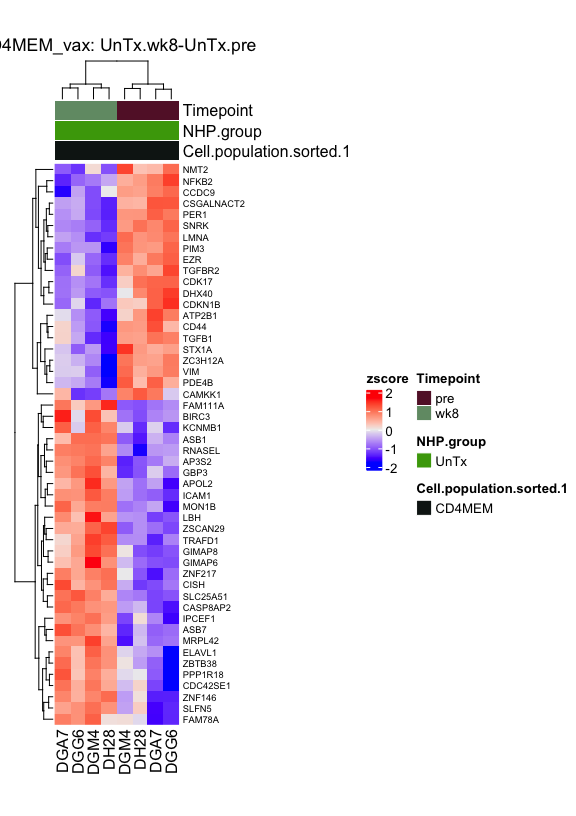 D4MEM_vax: UnTx.wk8-UnTx.pre
Timepoint
NHP.group
Cell.population.sorted.1
NMT2
NFKB2
CCDC9
CSGALNACT2
PER1
SNRK
LMNA
PIM3
EZR
TGFBR2
CDK17
DHX40
CDKN1B
ATP2B1
CD44
TGFB1
STX1A
ZC3H12A
VIM
PDE4B
CAMKK1
FAM111A
BIRC3
KCNMB1
ASB1
RNASEL
AP3S2
GBP3
APOL2
ICAM1
MON1B
LBH
ZSCAN29
TRAFD1
GIMAP8
GIMAP6
ZNF217
CISH
SLC25A51
CASP8AP2
IPCEF1
ASB7
MRPL42
ELAVL1
ZBTB38
PPP1R18
CDC42SE1
ZNF146
SLFN5
FAM78A
DGA7
DGG6
DGM4
DH28
DGM4
DH28
DGA7
DGG6
zscore
2
1
0
-1
-2
Timepoint
pre
wk8
NHP.group
UnTx
Cell.population.sorted.1
CD4MEM